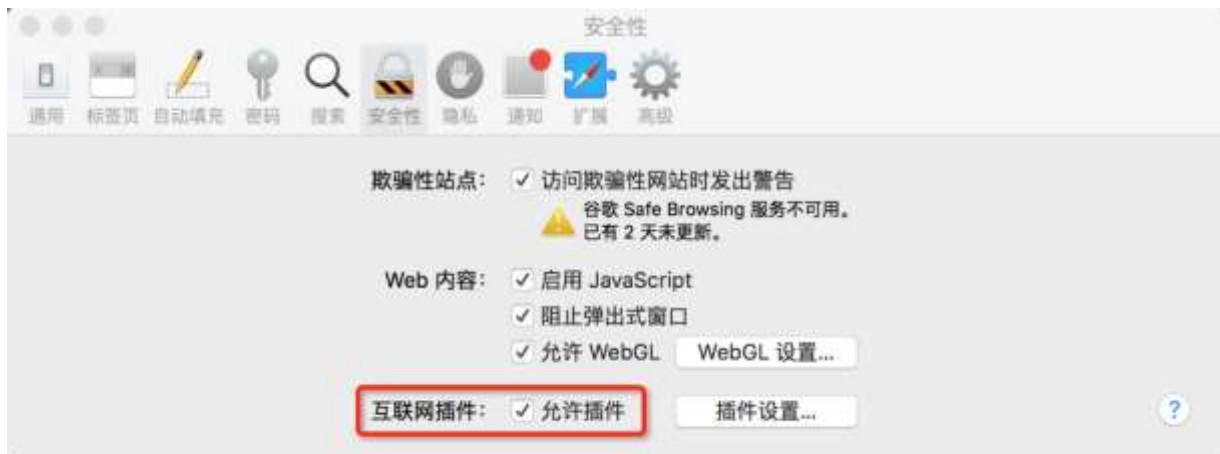 安全性
通用 标签页 自动填充 密码 搜索 安全性 隐私 通知 扩展 高级
欺骗性站点： 访问欺骗性网站时发出警告
谷歌 Safe Browsing 服务不可用。
已有 2 天未更新。
Web 内容： 启用 JavaScript
阻止弹出式窗口
允许 WebGL WebGL 设置...
互联网插件： 允许插件 插件设置...
?